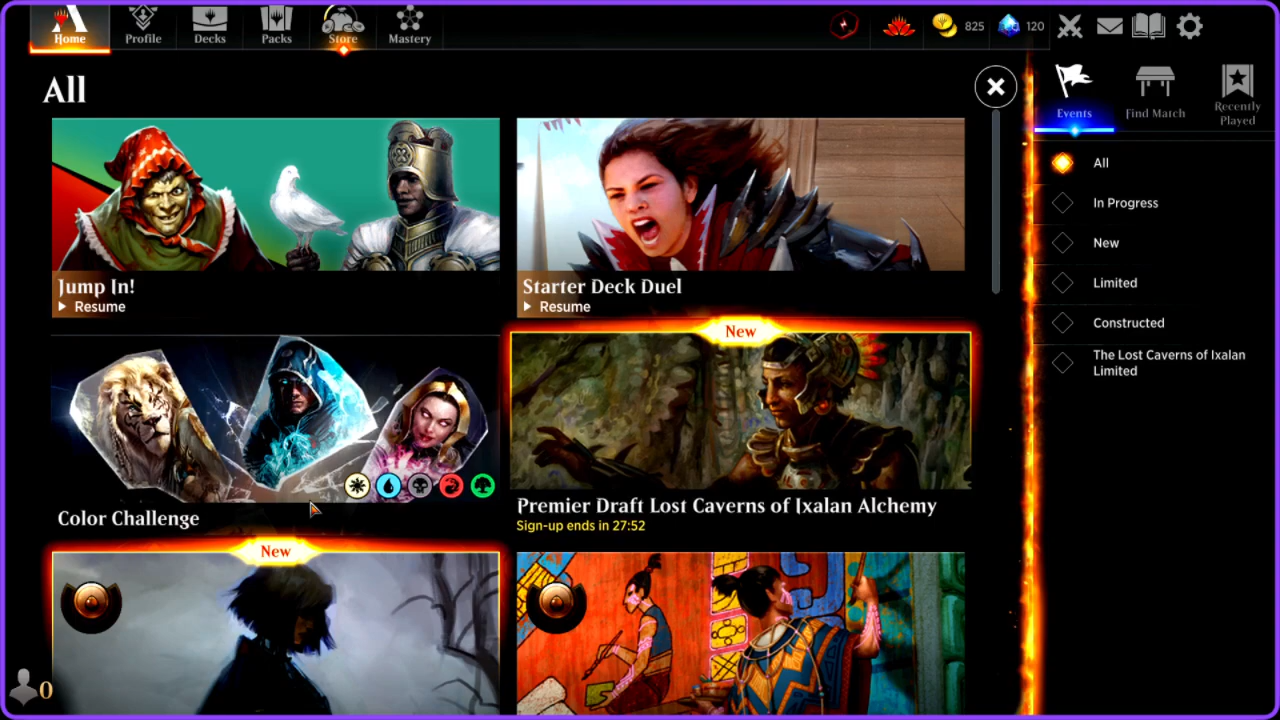 Home
Profile
Decks
Packs
Store
Mastery
825
120
All
Events
Find Match
Recently
Played
Jump In!
Resume
Starter Deck Duel
Resume
All
In Progress
New
Limited
Constructed
The Lost Caverns of Ixalan
Limited
New
Color Challenge
Premier Draft Lost Caverns of Ixalan Alchemy
Sign-up ends in 27:52
New
0